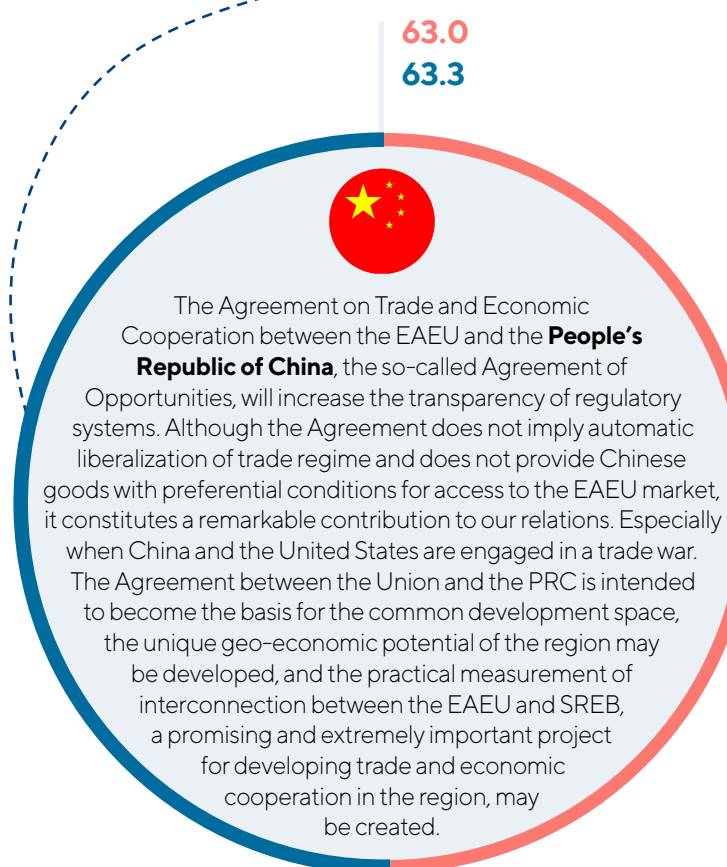 63.0
63.3
The Agreement on Trade and Economic
Cooperation between the EAEU and the People's
Republic of China, the so-called Agreement of
Opportunities, will increase the transparency of regulatory
systems. Although the Agreement does not imply automatic
liberalization of trade regime and does not provide Chinese
goods with preferential conditions for access to the EAEU market,
it constitutes a remarkable contribution to our relations. Especially
when China and the United States are engaged in a trade war.
The Agreement between the Union and the PRC is intended
to become the basis for the common development space,
the unique geo-economic potential of the region may
be developed, and the practical measurement of
interconnection between the EAEU and SREB,
a promising and extremely important project
for developing trade and economic
cooperation in the region, may
be created.